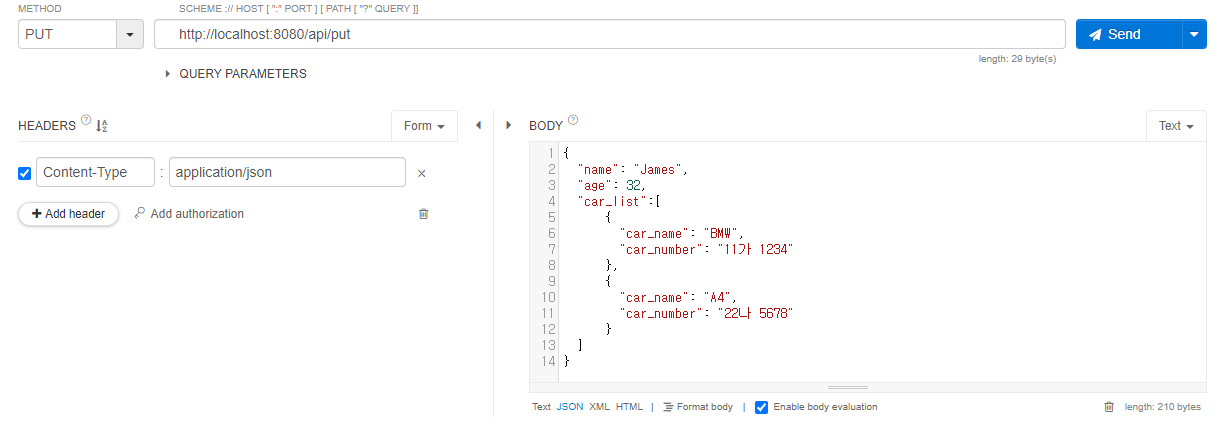 METHOD
SCHEME :// HOST [ ":" PORT ] [ PATH [ "?" QUERY ]]
PUT
http://localhost:8080/api/put
Send
length: 29 byte(s)
QUERY PARAMETERS
HEADERS ? Form
Content-Type : application/json
+ Add header Add authorization
BODY ? Text
1 {
2 "name": "James",
3 "age": 32,
4 "car_list":[
5 {
6 "car_name": "BMW",
7 "car_number": "11가 1234"
8 },
9 {
10 "car_name": "A4",
11 "car_number": "22나 5678"
12 }
13 ]
14 }
Text JSON XML HTML | Format body | Enable body evaluation length: 210 bytes